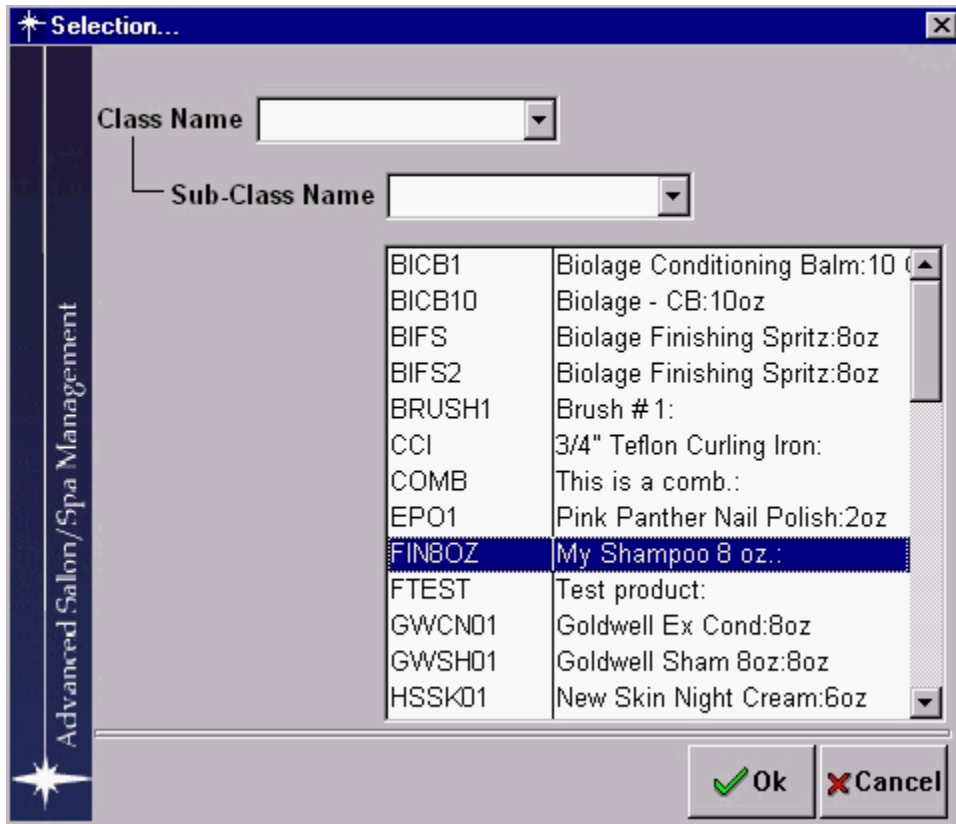 Selection...
Class Name
Sub-Class Name
BICB1 Biolage Conditioning Balm:10
BICB10 Biolage - CB:10oz
BIFS Biolage Finishing Spritz:8oz
BIFS2 Biolage Finishing Spritz:8oz
BRUSH1 Brush #1:
CCI 3/4" Teflon Curling Iron:
COMB This is a comb.:
EPO1 Pink Panther Nail Polish:2oz
FIN8OZ My Shampoo 8 oz.:
FTEST Test product:
GWCN01 Goldwell Ex Cond:8oz
GWSH01 Goldwell Sham 8oz:8oz
HSSK01 New Skin Night Cream:6oz
Advanced Salon/Spa Management
Ok Cancel